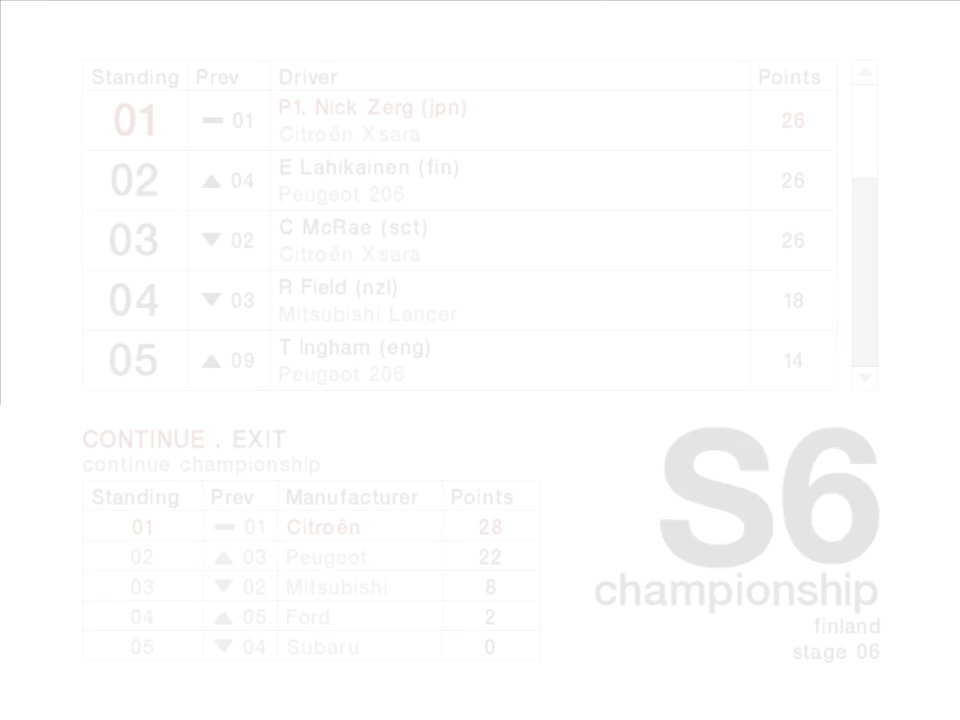 Standing Prev Driver Points
01 01 P1. Nick Zerg (jpn) 26
Citroën Xsara
02 04 E Lahikainen (fin) 26
Peugeot 206
03 02 C McRae (sct) 26
Citroën Xsara
04 03 R Field (nzl) 18
Mitsubishi Lancer
05 09 T Ingham (eng) 14
Peugeot 206
CONTINUE . EXIT
continue championship
Standing Prev Manufacturer Points
01 01 Citroën 28
02 03 Peugeot 22
03 02 Mitsubishi 8
04 05 Ford 2
05 04 Subaru 0
S6
championship
finland
stage 06